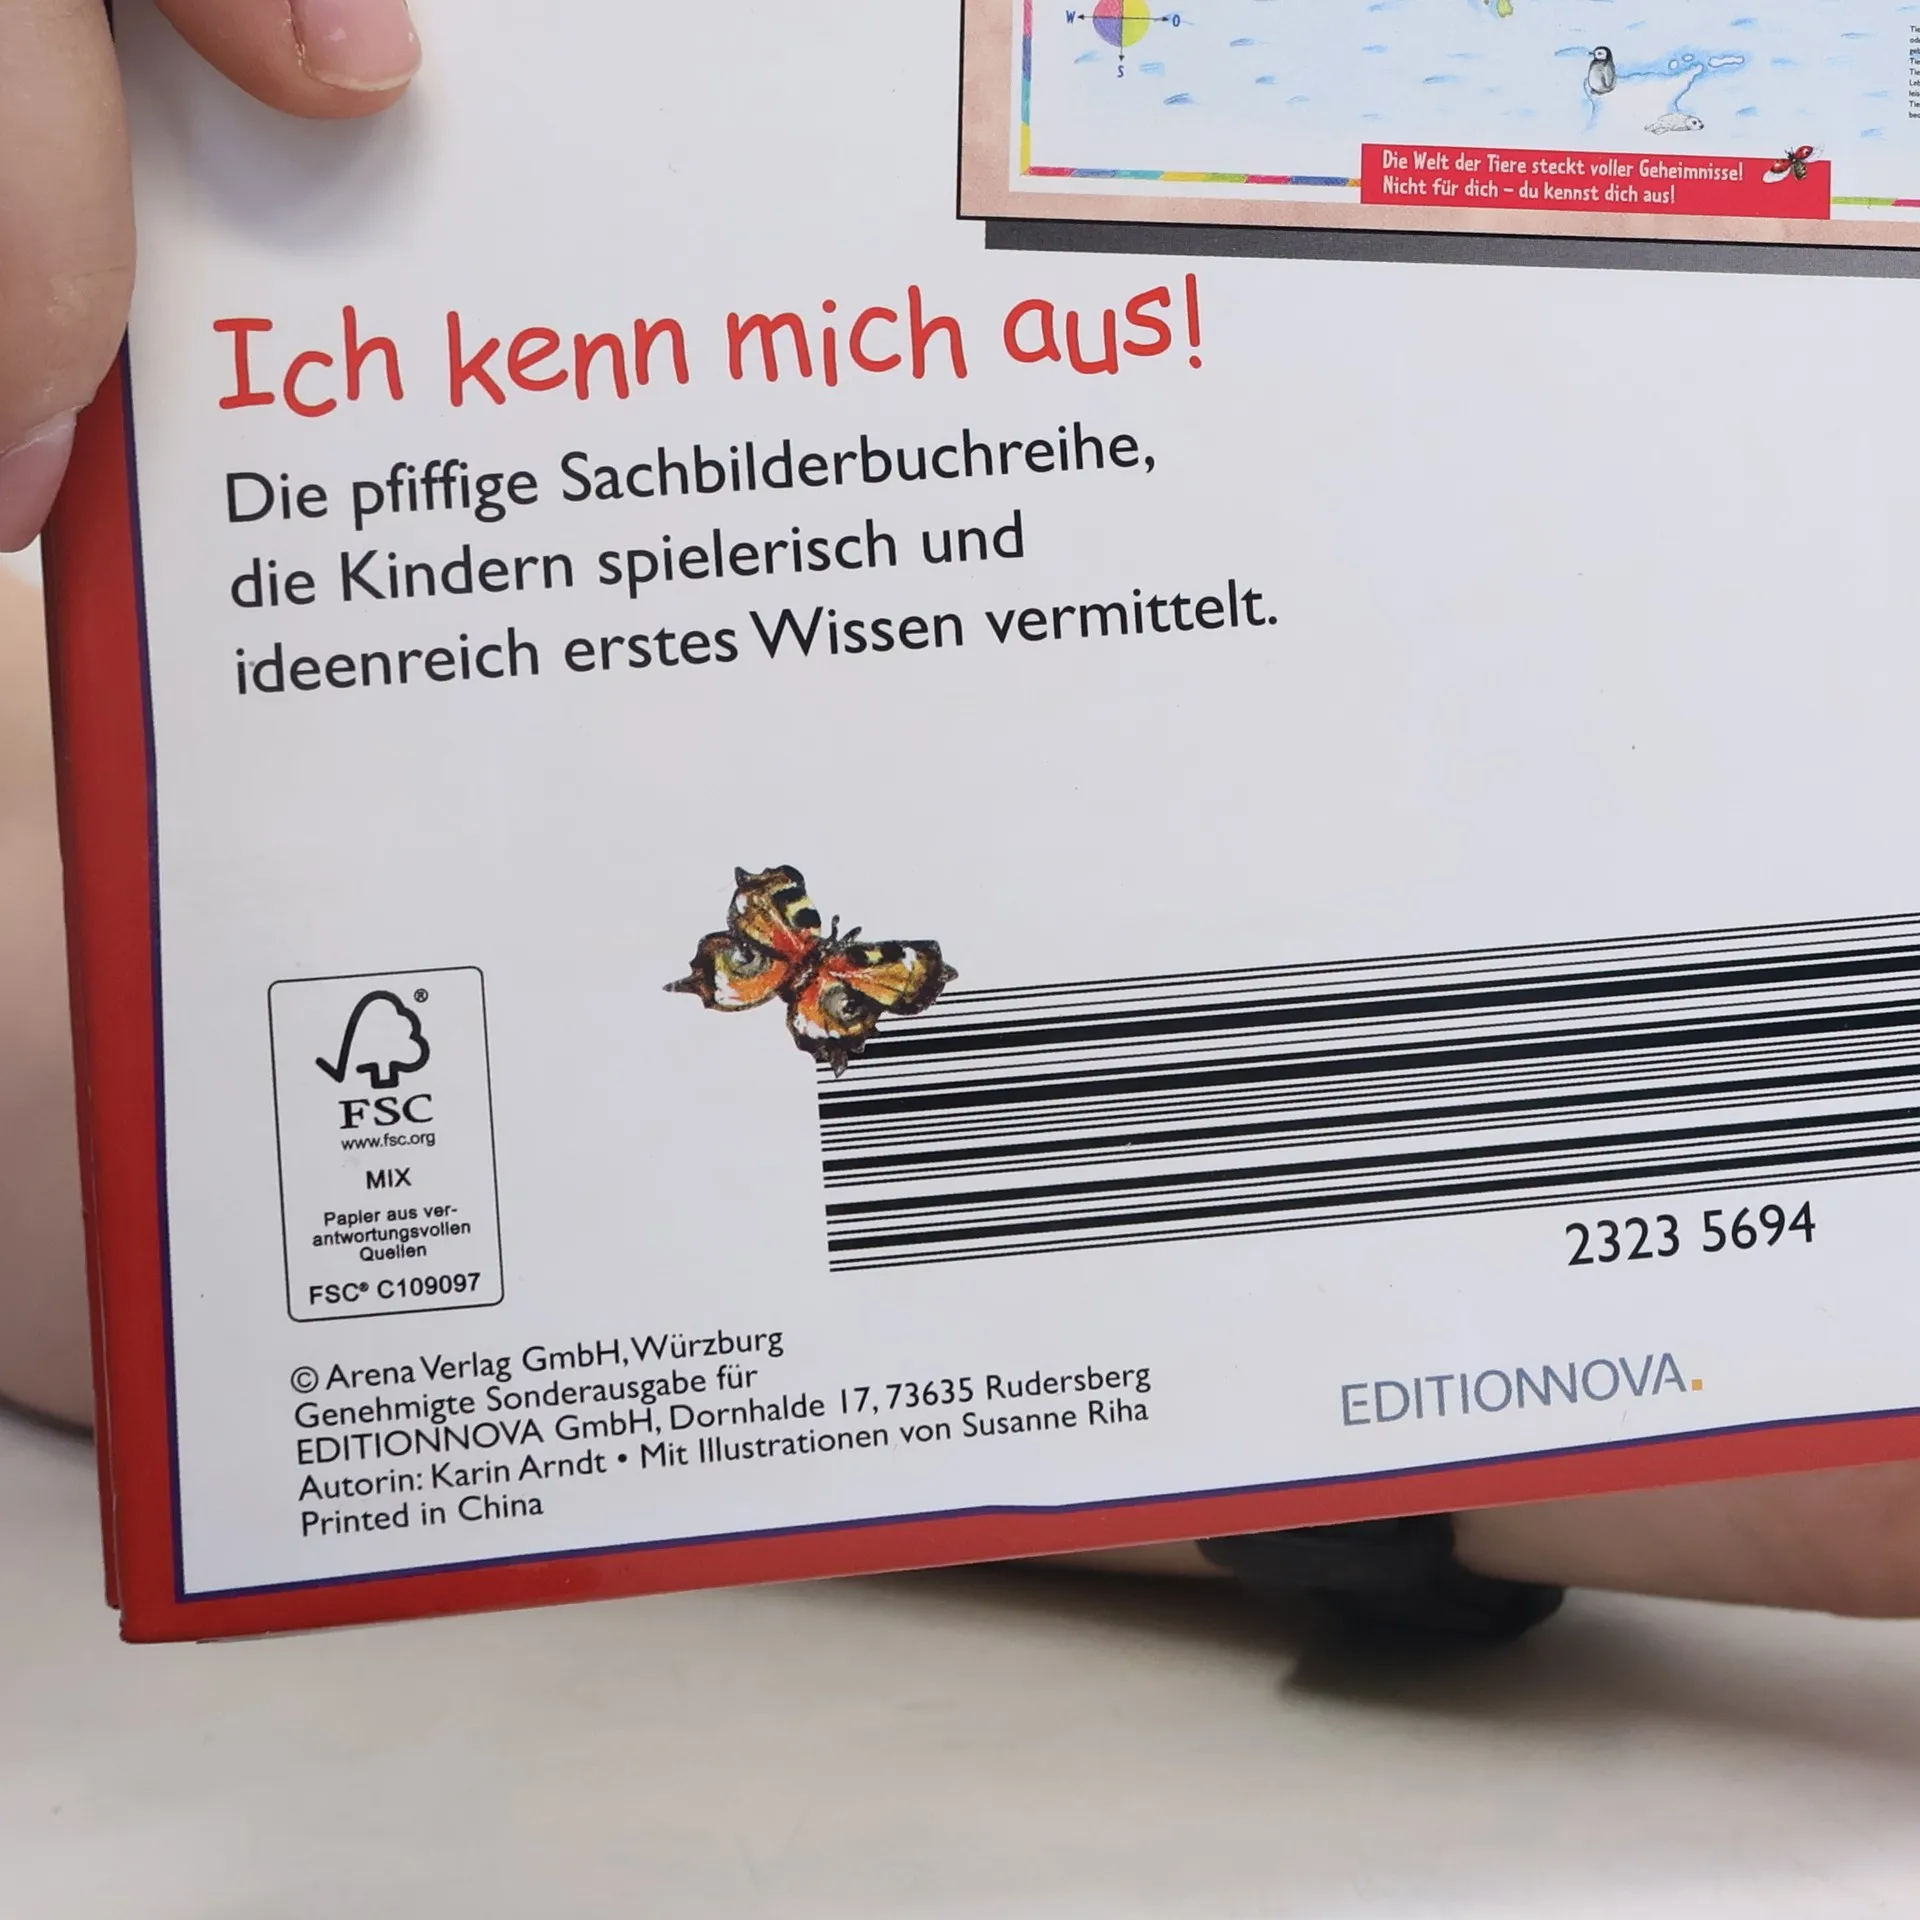 W O
S
Die Welt der Tiere steckt voller Geheimnisse!
Nicht für dich – du kennst dich aus!
Ich kenn mich aus!
Die pfiffige Sachbilderbuchreihe,
die Kindern spielerisch und
ideenreich erstes Wissen vermittelt.
®
FSC
www.fsc.org
MIX
Papier aus ver-
antwortungsvollen
Quellen
FSC® C109097
2323 5694
© Arena Verlag GmbH, Würzburg
Genehmigte Sonderausgabe für
EDITIONNOVA GmbH, Dornhalde 17, 73635 Rudersberg
Autorin: Karin Arndt • Mit Illustrationen von Susanne Riha
Printed in China
EDITIONNOVA.